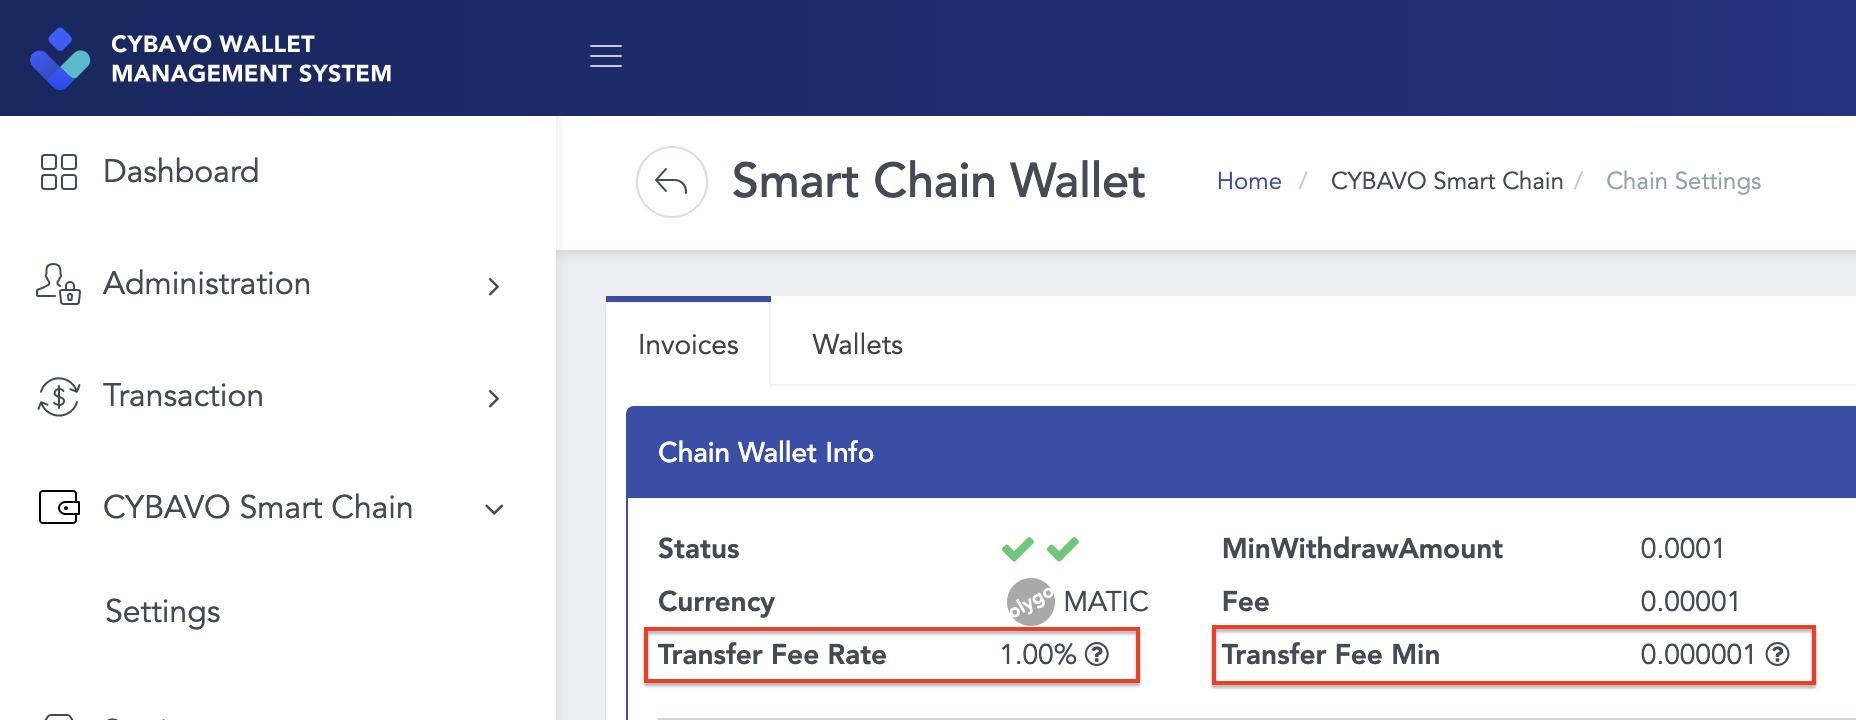 CYBAVO WALLET
MANAGEMENT SYSTEM
Dashboard
Administration
Transaction
CYBAVO Smart Chain
Settings
Smart Chain Wallet
Home / CYBAVO Smart Chain / Chain Settings
Invoices Wallets
Chain Wallet Info
Status MinWithdrawAmount 0.0001
Currency olygo MATIC Fee 0.00001
Transfer Fee Rate 1.00% ? Transfer Fee Min 0.000001 ?